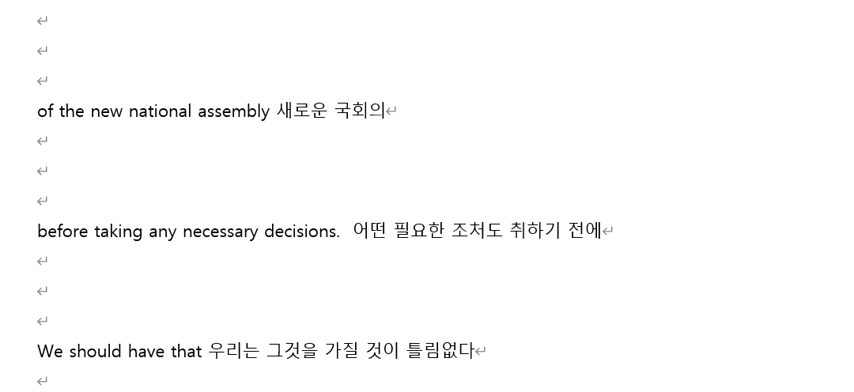 of the new national assembly 새로운 국회의
before taking any necessary decisions.  어떤 필요한 조처도 취하기 전에
We should have that 우리는 그것을 가질 것이 틀림없다